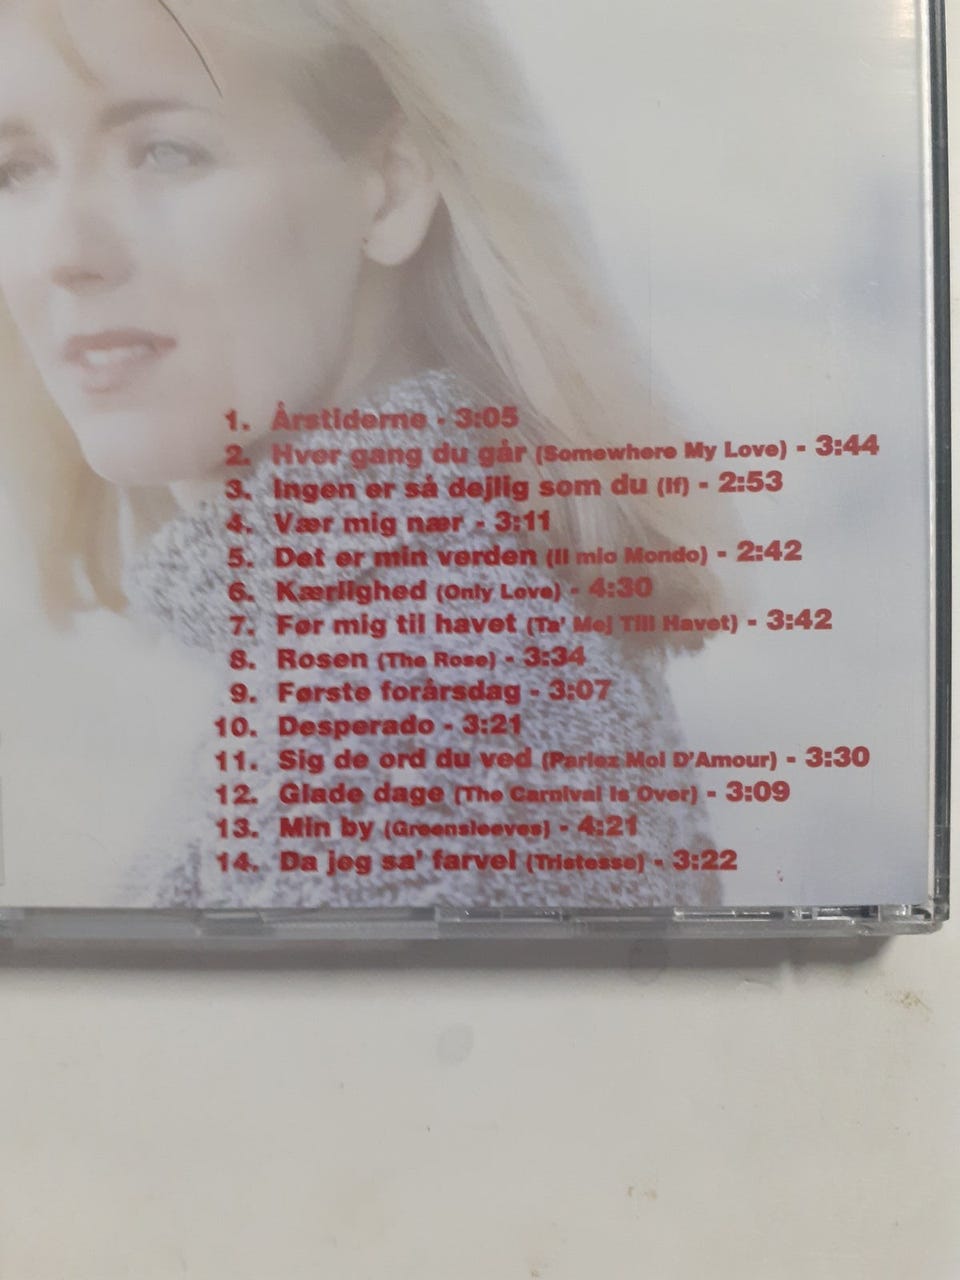 1. Årstiderne - 3:05
2. Hver gang du går (Somewhere My Love) - 3:44
3. Ingen er så dejlig som du (If) - 2:53
4. Vær mig nær - 3:11
5. Det er min verden (Il mio Mondo) - 2:42
6. Kærlighed (Only Love) - 4:30
7. Før mig til havet (Ta' Mej Till Havet) - 3:42
8. Rosen (The Rose) - 3:34
9. Første forårsdag - 3:07
10. Desperado - 3:21
11. Sig de ord du ved (Parlez Moi D'Amour) - 3:30
12. Glade dage (The Carnival Is Over) - 3:09
13. Min by (Greensleeves) - 4:21
14. Da jeg sa' farvel (Tristesse) - 3:22